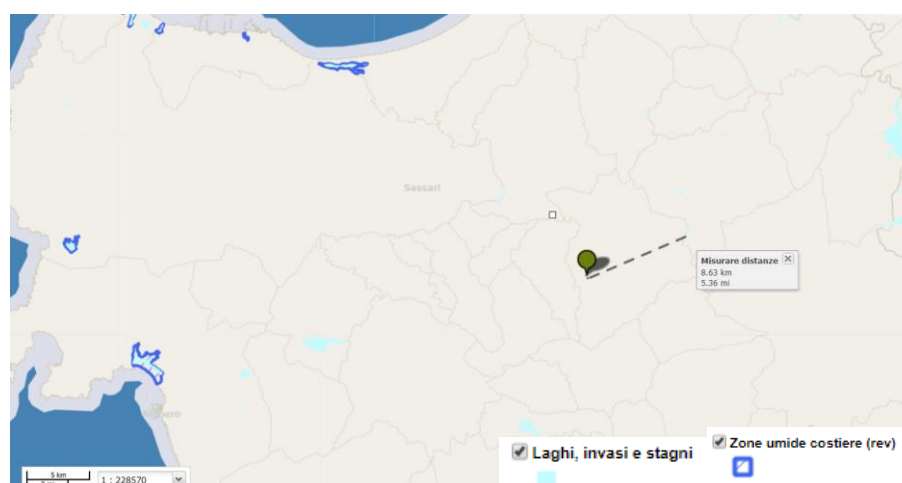 Sassari
Misurare distanze
8.63 km
5.36 mi
Laghi, invasi e stagni
Zone umide costiere (rev)
5 km
1 : 228570